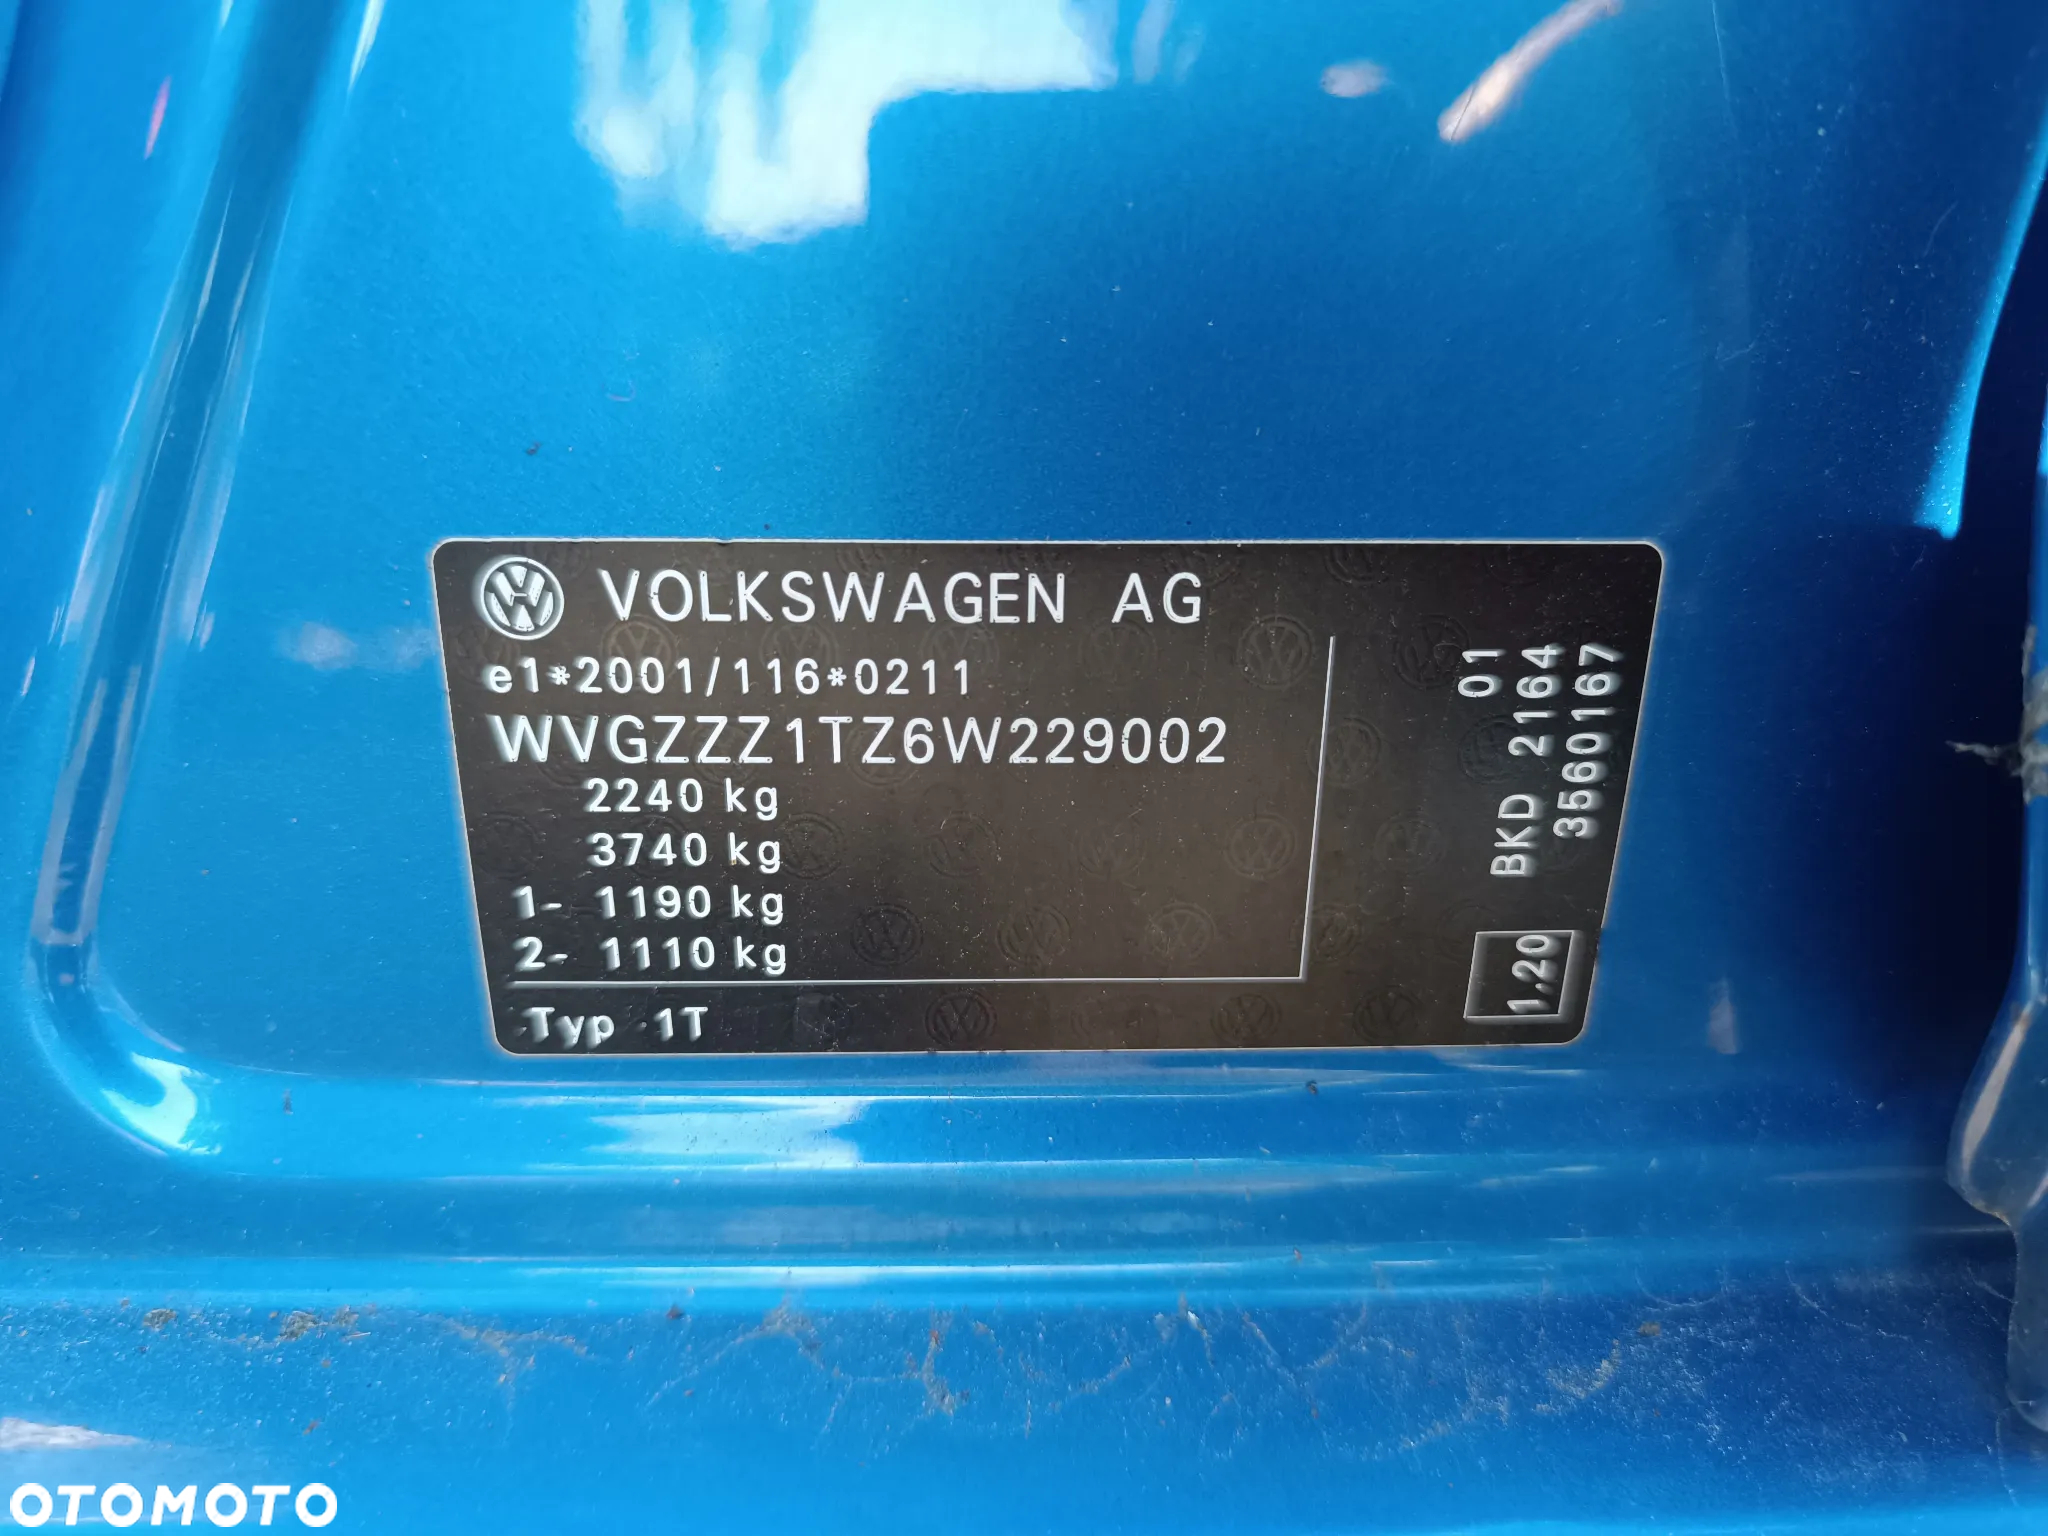 VOLKSWAGEN AG
e1*2001/116*0211
WVGZZZ1TZ6W229002
2240 kg
3740 kg
1- 1190 kg
2- 1110 kg
Typ 1T
01
BKD 2164
3560167
1.20
OTOMOTO